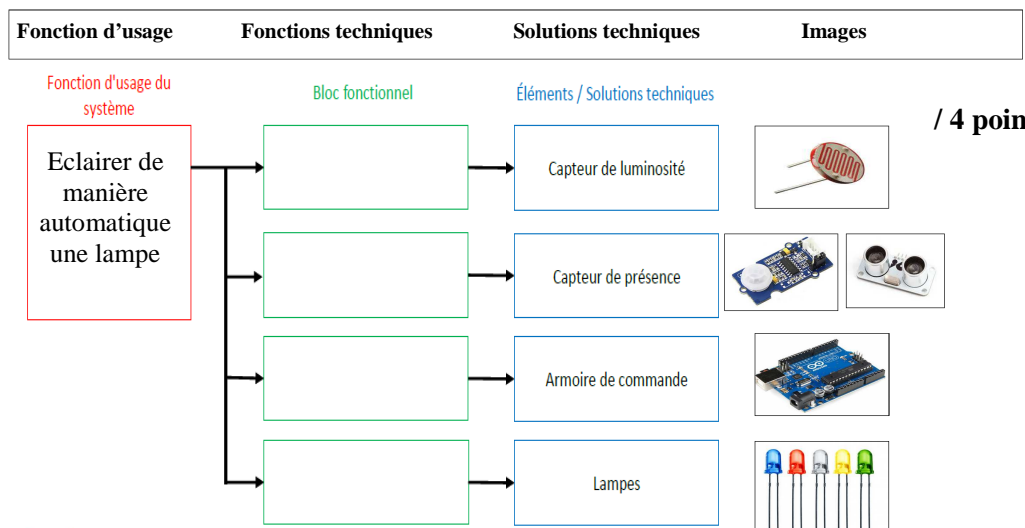 Fonction d'usage Fonctions techniques Solutions techniques Images
Fonction d'usage du
système
Bloc fonctionnel
Éléments / Solutions techniques
/ 4 poin
Eclairer de
manière
automatique
une lampe
Capteur de luminosité
Capteur de présence
Armoire de commande
Lampes